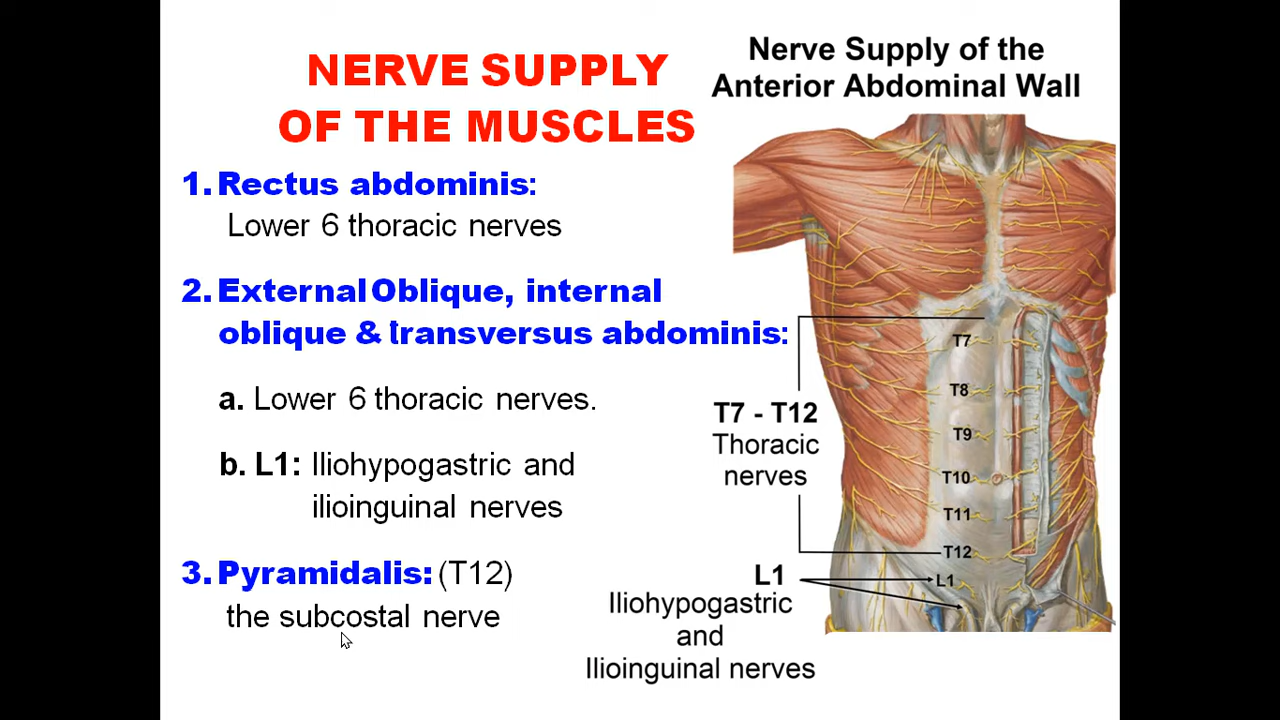 NERVE SUPPLY
OF THE MUSCLES
1. Rectus abdominis:
Lower 6 thoracic nerves
2. External Oblique, internal
oblique & transversus abdominis:
a. Lower 6 thoracic nerves.
b. L1: Iliohypogastric and
ilioinguinal nerves
3. Pyramidalis: (T12)
the subcostal nerve
Nerve Supply of the
Anterior Abdominal Wall
T7
T8
T9
T10
T11
T12
L1
T7 - T12
Thoracic
nerves
L1
Iliohypogastric
and
Ilioinguinal nerves